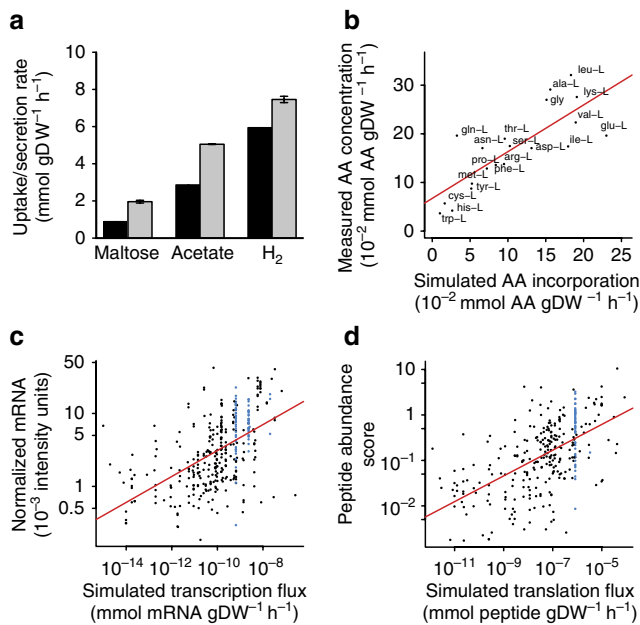 a
Uptake/secretion rate
(mmol gDW⁻¹ h⁻¹)
10
8
6
4
2
0
Maltose Acetate H₂
b
Measured AA concentration
(10⁻² mmol AA gDW⁻¹ h⁻¹)
30
20
10
0
leu–L
ala–L
lys–L
gly
val–L
gln–L
thr–L
glu–L
asn–L
ser–L
asp–L
ile–L
pro–L
arg–L
phe–L
met–L
tyr–L
cys–L
his–L
trp–L
0 5 10 15 20 25
Simulated AA incorporation
(10⁻² mmol AA gDW⁻¹ h⁻¹)
c
Normalized mRNA
(10⁻³ intensity units)
50
10
5
1
0.5
10⁻¹⁴ 10⁻¹² 10⁻¹⁰ 10⁻⁸
Simulated transcription flux
(mmol mRNA gDW⁻¹ h⁻¹)
d
Peptide abundance
score
10
1
10⁻¹
10⁻²
10⁻¹¹ 10⁻⁹ 10⁻⁷ 10⁻⁵
Simulated translation flux
(mmol peptide gDW⁻¹ h⁻¹)